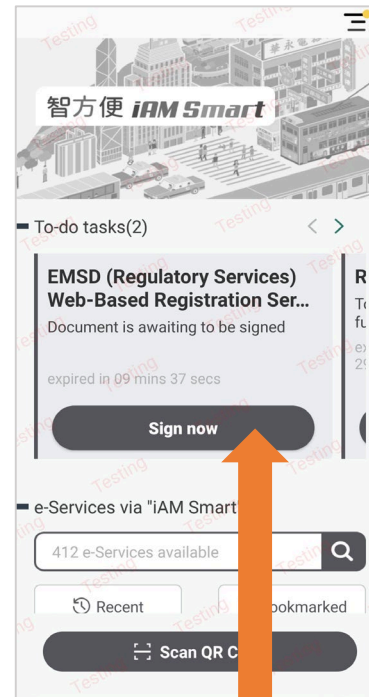 智方便 iAM Smart
To-do tasks(2)
EMSD (Regulatory Services)
Web-Based Registration Ser...
Document is awaiting to be signed
expired in 09 mins 37 secs
Sign now
e-Services via "iAM Smart"
412 e-Services available
Recent
ookmarked
Scan QR C
Testing